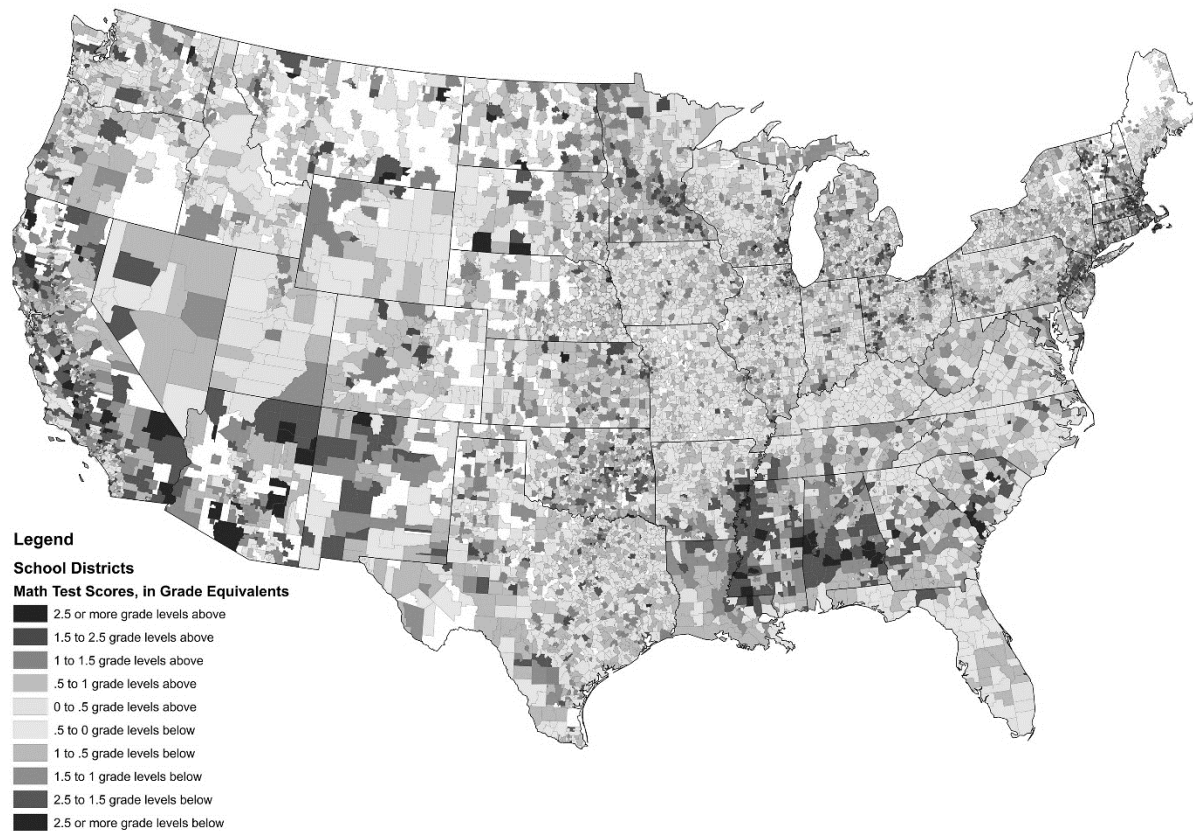 Legend
School Districts
Math Test Scores, in Grade Equivalents
2.5 or more grade levels above
1.5 to 2.5 grade levels above
1 to 1.5 grade levels above
.5 to 1 grade levels above
0 to .5 grade levels above
.5 to 0 grade levels below
1 to .5 grade levels below
1.5 to 1 grade levels below
2.5 to 1.5 grade levels below
2.5 or more grade levels below